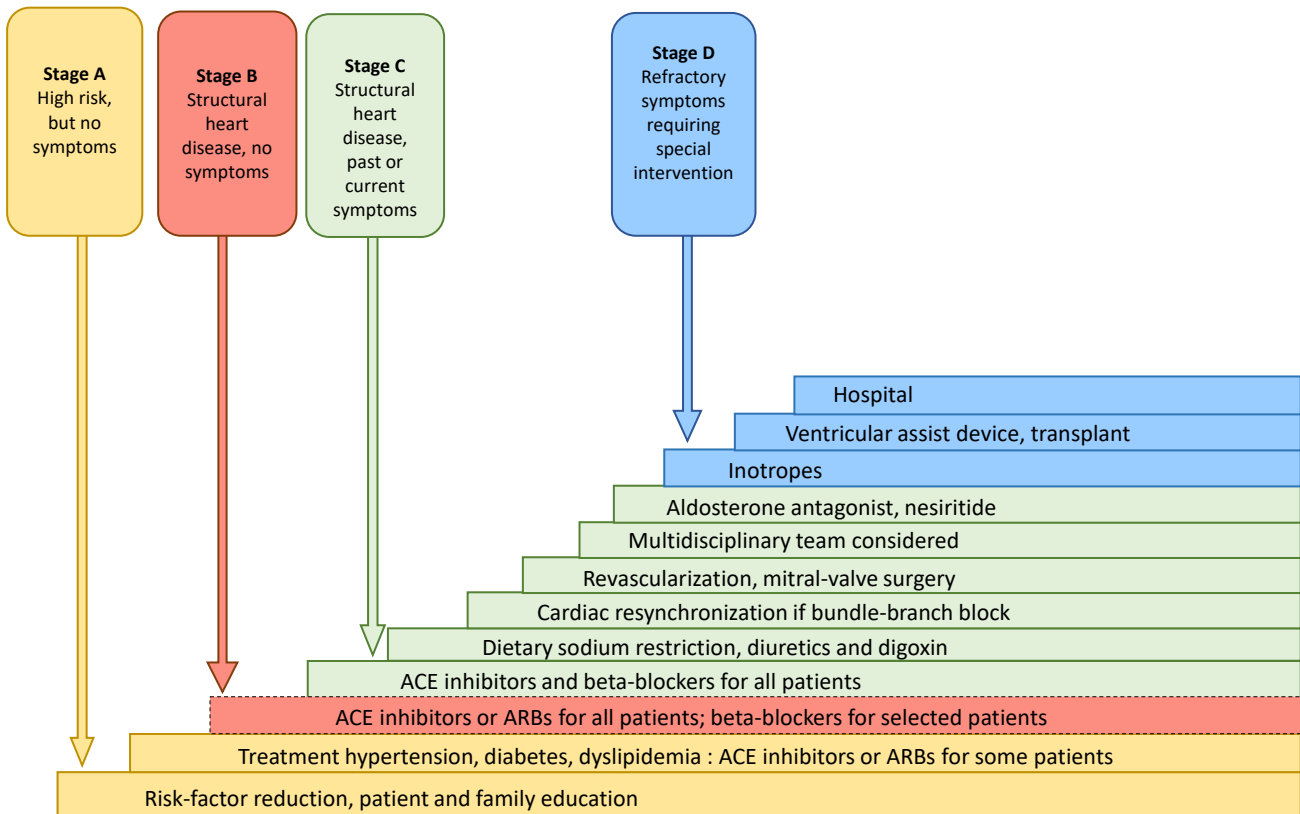 Stage A
High risk,
but no
symptoms
Stage B
Structural
heart
disease, no
symptoms
Stage C
Structural
heart
disease,
past or
current
symptoms
Stage D
Refractory
symptoms
requiring
special
intervention
Hospital
Ventricular assist device, transplant
Inotropes
Aldosterone antagonist, nesiritide
Multidisciplinary team considered
Revascularization, mitral-valve surgery
Cardiac resynchronization if bundle-branch block
Dietary sodium restriction, diuretics and digoxin
ACE inhibitors and beta-blockers for all patients
ACE inhibitors or ARBs for all patients; beta-blockers for selected patients
Treatment hypertension, diabetes, dyslipidemia : ACE inhibitors or ARBs for some patients
Risk-factor reduction, patient and family education